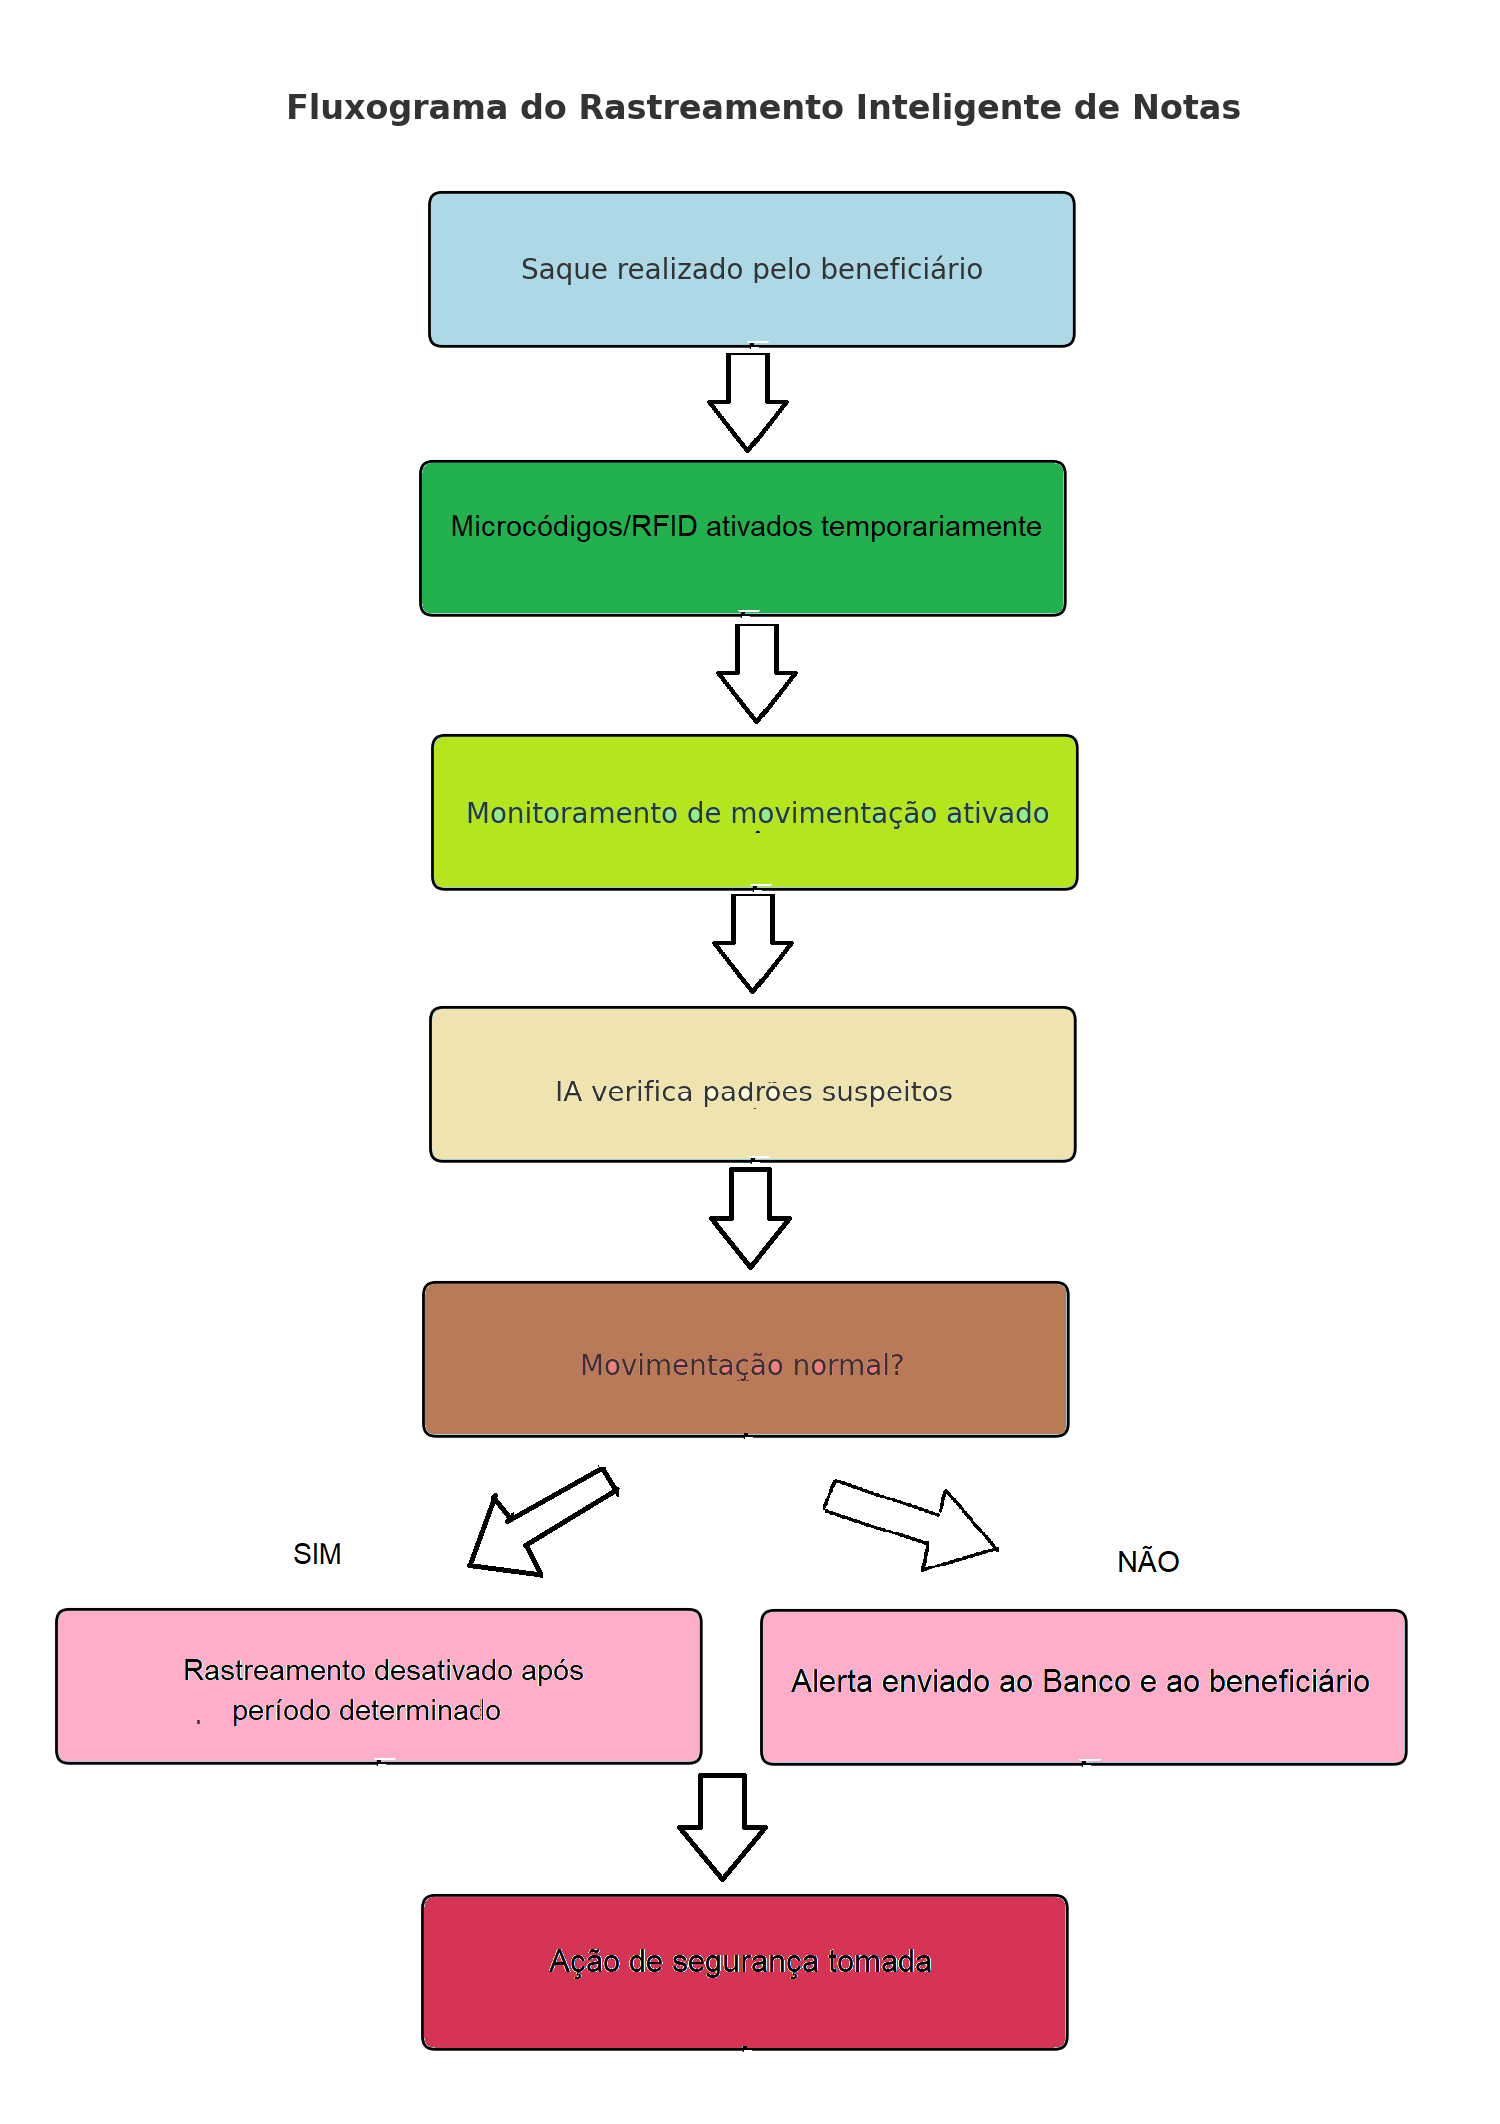 Fluxograma do Rastreamento Inteligente de Notas
Saque realizado pelo beneficiário
Microcódigos/RFID ativados temporariamente
Monitoramento de movimentação ativado
IA verifica padrões suspeitos
Movimentação normal?
SIM
NÃO
Rastreamento desativado após
período determinado
Alerta enviado ao Banco e ao beneficiário
Ação de segurança tomada